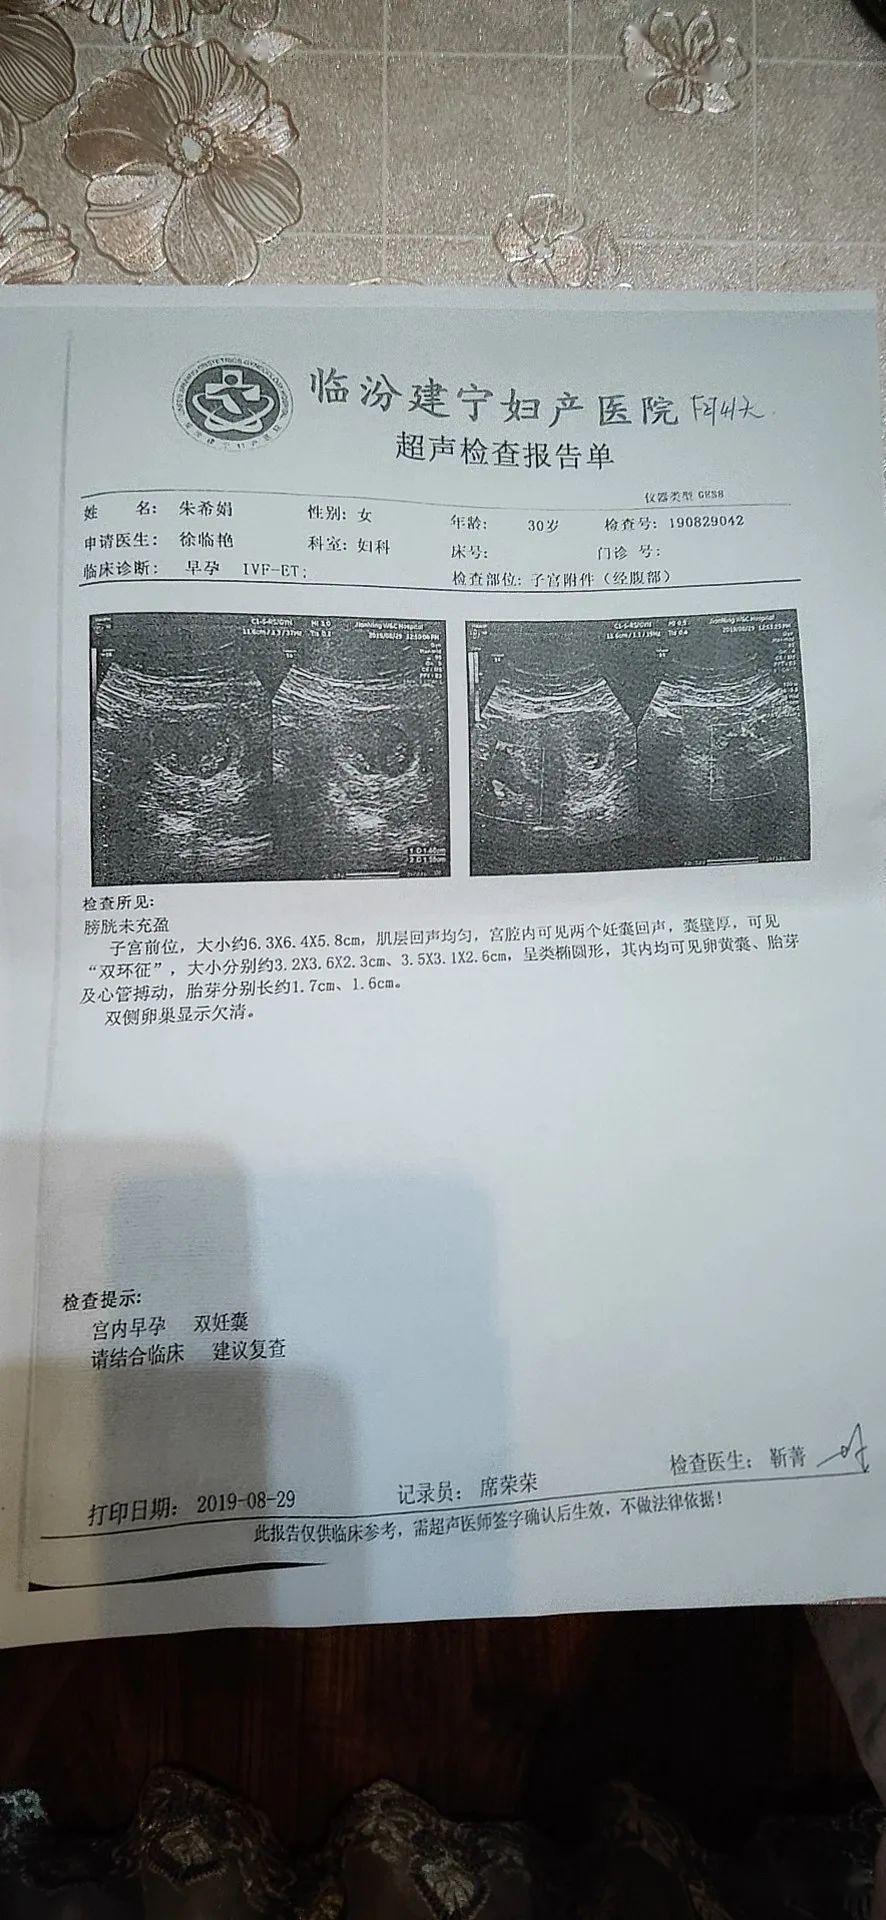 临汾建宁妇产医院
超声检查报告单
仪器类型 GES8
姓 名: 朱希娟 性别: 女 年龄: 30岁 检查号: 190829042
申请医生: 徐临艳 科室: 妇科 床号: 门诊 号:
临床诊断: 早孕 IVF-ET; 检查部位: 子宫附件（经腹部）
检查所见:
膀胱未充盈
子宫前位，大小约6.3X6.4X5.8cm，肌层回声均匀，宫腔内可见两个妊囊回声，囊壁厚，可见
“双环征”，大小分别约3.2X3.6X2.3cm、3.5X3.1X2.6cm，呈类椭圆形，其内均可见卵黄囊、胎芽
及心管搏动，胎芽分别长约1.7cm、1.6cm。
双侧卵巢显示欠清。
检查提示:
宫内早孕 双妊囊
请结合临床 建议复查
检查医生: 靳菁
打印日期: 2019-08-29 记录员: 席荣荣
此报告仅供临床参考，需超声医师签字确认后生效，不做法律依据！